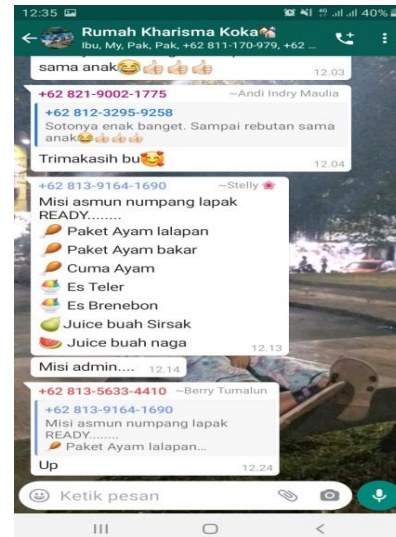 12:35
40%
Rumah Kharisma Koka
Ibu, My, Pak, Pak, +62 811-170-979, +62 ...
sama anak😂👍🏻👍🏻👍🏻
12.03
+62 821-9002-1775 ~Andi Indry Maulia
+62 812-3295-9258
Sotonya enak banget. Sampai rebutan sama
anak😂👍🏻👍🏻👍🏻
Trimakasih bu🥰
12.04
+62 813-9164-1690 ~Stelly 🌸
Misi asmun numpang lapak
READY........
🍗 Paket Ayam lalapan
🍗 Paket Ayam bakar
🍗 Cuma Ayam
🍧 Es Teler
🍧 Es Brenebon
🍐Juice buah Sirsak
🍉 Juice buah naga
12.13
Misi admin.... 12.14
+62 813-5633-4410 ~Berry Tumalun
+62 813-9164-1690
Misi asmun numpang lapak
READY........
🍗 Paket Ayam lalapan...
Up
12.24
Ketik pesan